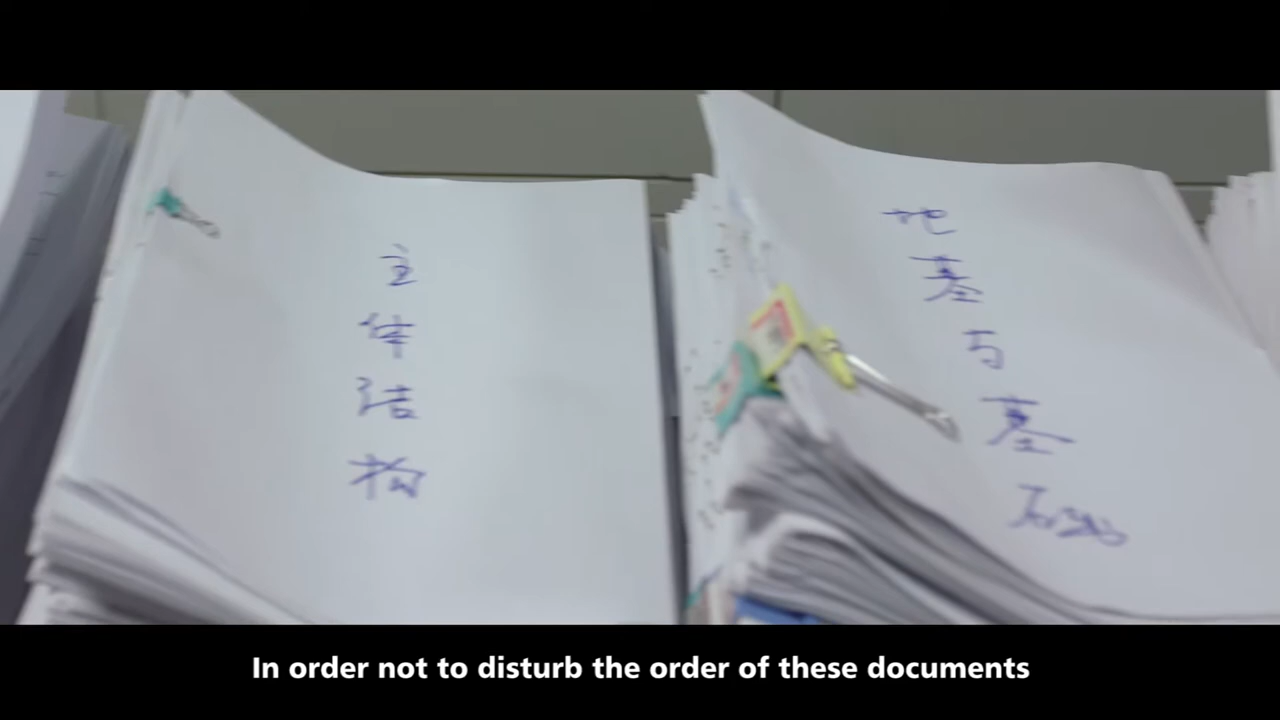 主体结构
地基与基础
In order not to disturb the order of these documents